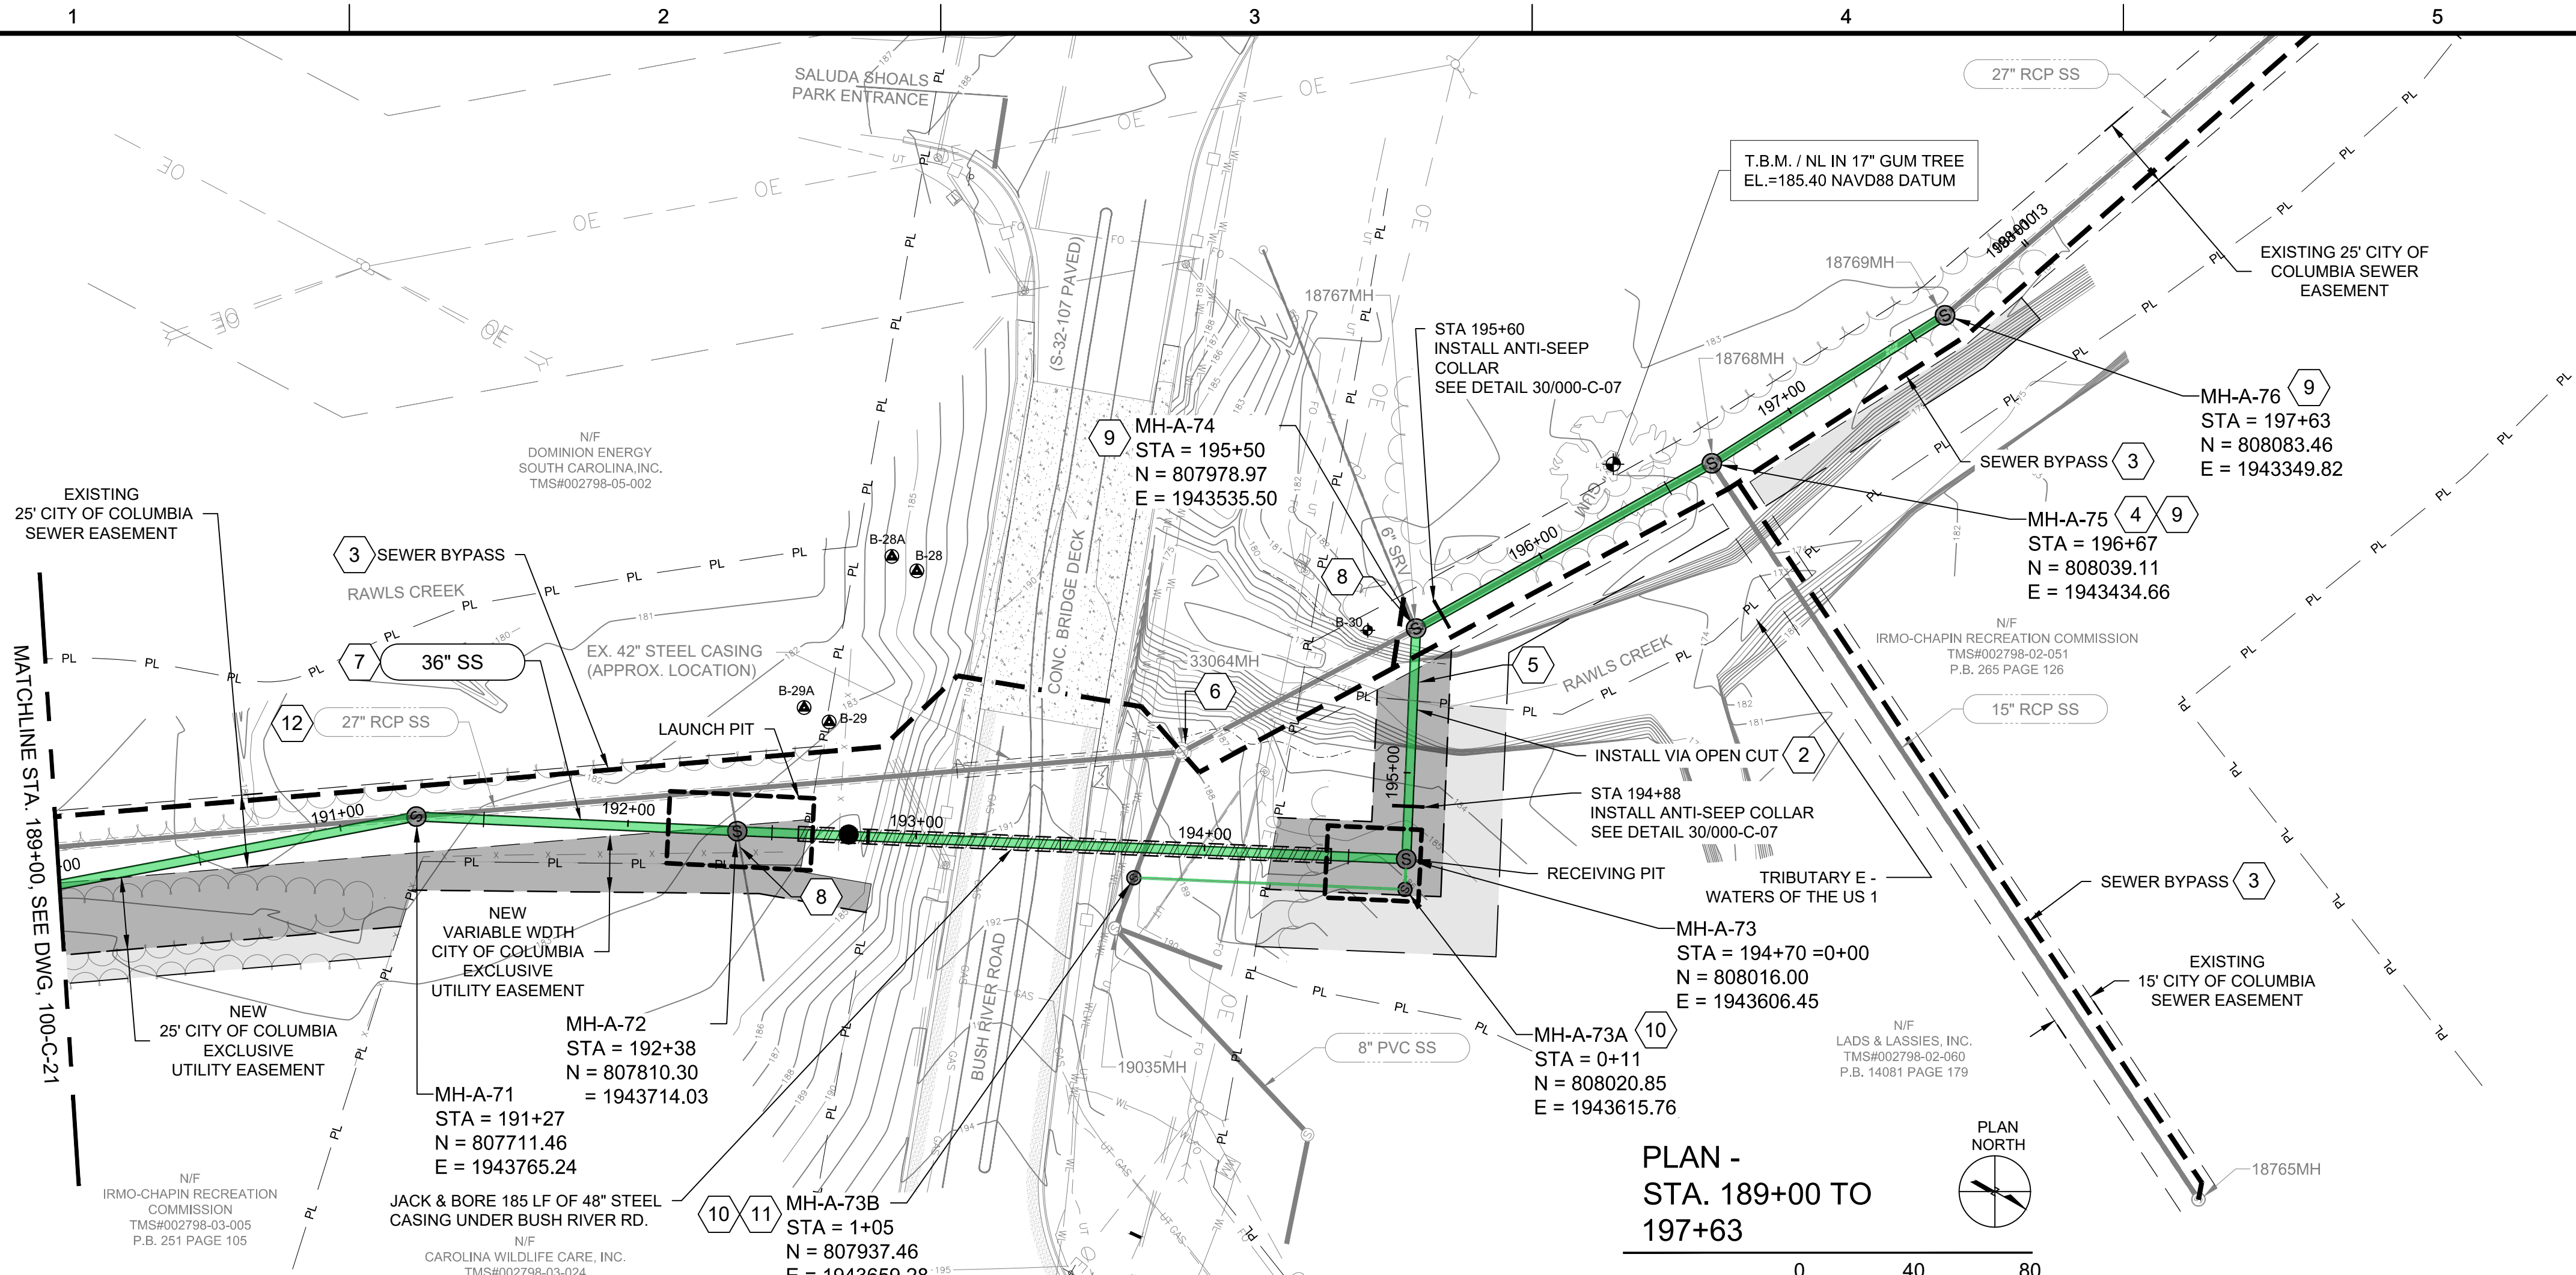 1
2
3
4
5
SALUDA SHOALS
PARK ENTRANCE
27" RCP SS
T.B.M. / NL IN 17" GUM TREE
EL.=185.40 NAVD88 DATUM
EXISTING 25' CITY OF
COLUMBIA SEWER
EASEMENT
18769MH
18767MH
18768MH
(S-32-107 PAVED)
STA 195+60
INSTALL ANTI-SEEP
COLLAR
SEE DETAIL 30/000-C-07
197+00
MH-A-76
9
STA = 197+63
N = 808083.46
E = 1943349.82
9
MH-A-74
STA = 195+50
N = 807978.97
E = 1943535.50
N/F
DOMINION ENERGY
SOUTH CAROLINA,INC.
TMS#002798-05-002
SEWER BYPASS
3
EXISTING
25' CITY OF COLUMBIA
SEWER EASEMENT
MH-A-75
4
9
STA = 196+67
N = 808039.11
E = 1943434.66
GUM
6" SRV
196+00
B-28A
B-28
3
SEWER BYPASS
RAWLS CREEK
8
B-30
CONC. BRIDGE DECK
N/F
IRMO-CHAPIN RECREATION COMMISSION
TMS#002798-02-051
P.B. 265 PAGE 126
EX. 42" STEEL CASING
(APPROX. LOCATION)
7
36" SS
33064MH
6
5
RAWLS CREEK
B-29A
B-29
15" RCP SS
12
27" RCP SS
LAUNCH PIT
INSTALL VIA OPEN CUT
2
MATCHLINE STA. 189+00, SEE DWG, 100-C-21
195+00
STA 194+88
INSTALL ANTI-SEEP COLLAR
SEE DETAIL 30/000-C-07
191+00
192+00
193+00
194+00
RECEIVING PIT
TRIBUTARY E -
WATERS OF THE US 1
SEWER BYPASS
3
8
NEW
VARIABLE WDTH
CITY OF COLUMBIA
EXCLUSIVE
UTILITY EASEMENT
MH-A-73
STA = 194+70 =0+00
N = 808016.00
E = 1943606.45
EXISTING
15' CITY OF COLUMBIA
SEWER EASEMENT
NEW
25' CITY OF COLUMBIA
EXCLUSIVE
UTILITY EASEMENT
BUSH RIVER ROAD
MH-A-72
STA = 192+38
N = 807810.30
= 1943714.03
MH-A-73A
10
STA = 0+11
N = 808020.85
E = 1943615.76
8" PVC SS
N/F
LADS & LASSIES, INC.
TMS#002798-02-060
P.B. 14081 PAGE 179
19035MH
MH-A-71
STA = 191+27
N = 807711.46
E = 1943765.24
PLAN
NORTH
PLAN -
STA. 189+00 TO
197+63
18765MH
N/F
IRMO-CHAPIN RECREATION
COMMISSION
TMS#002798-03-005
P.B. 251 PAGE 105
JACK & BORE 185 LF OF 48" STEEL
CASING UNDER BUSH RIVER RD.
10
11
MH-A-73B
STA = 1+05
N = 807937.46
E = 1943659.28
N/F
CAROLINA WILDLIFE CARE, INC.
TMS#002798-03-024
0
40
80